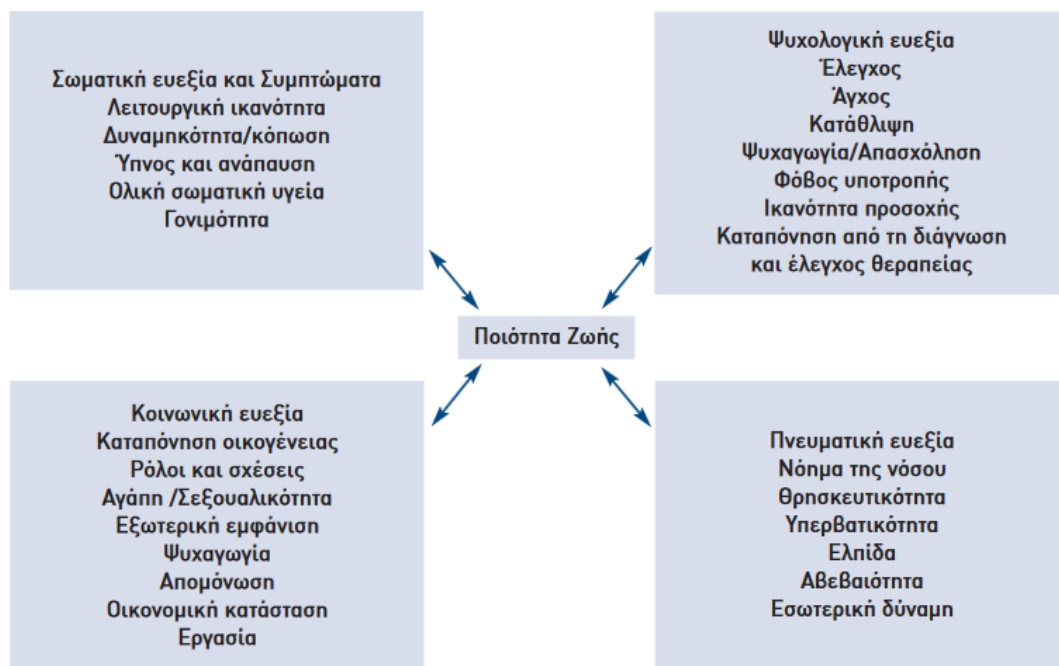 Σωματική ευεξία και Συμπτώματα
Λειτουργική ικανότητα
Δυναμηκότητα/κόπωση
Ύπνος και ανάπαυση
Ολική σωματική υγεία
Γονιμότητα
Ψυχολογική ευεξία
Έλεγχος
Άγχος
Κατάθλιψη
Ψυχαγωγία/Απασχόληση
Φόβος υποτροπής
Ικανότητα προσοχής
Καταπόνηση από τη διάγνωση
και έλεγχος θεραπείας
Ποιότητα Ζωής
Κοινωνική ευεξία
Καταπόνηση οικογένειας
Ρόλοι και σχέσεις
Αγάπη /Σεξουαλικότητα
Εξωτερική εμφάνιση
Ψυχαγωγία
Απομόνωση
Οικονομική κατάσταση
Εργασία
Πνευματική ευεξία
Νόημα της νόσου
Θρησκευτικότητα
Υπερβατικότητα
Ελπίδα
Αβεβαιότητα
Εσωτερική δύναμη